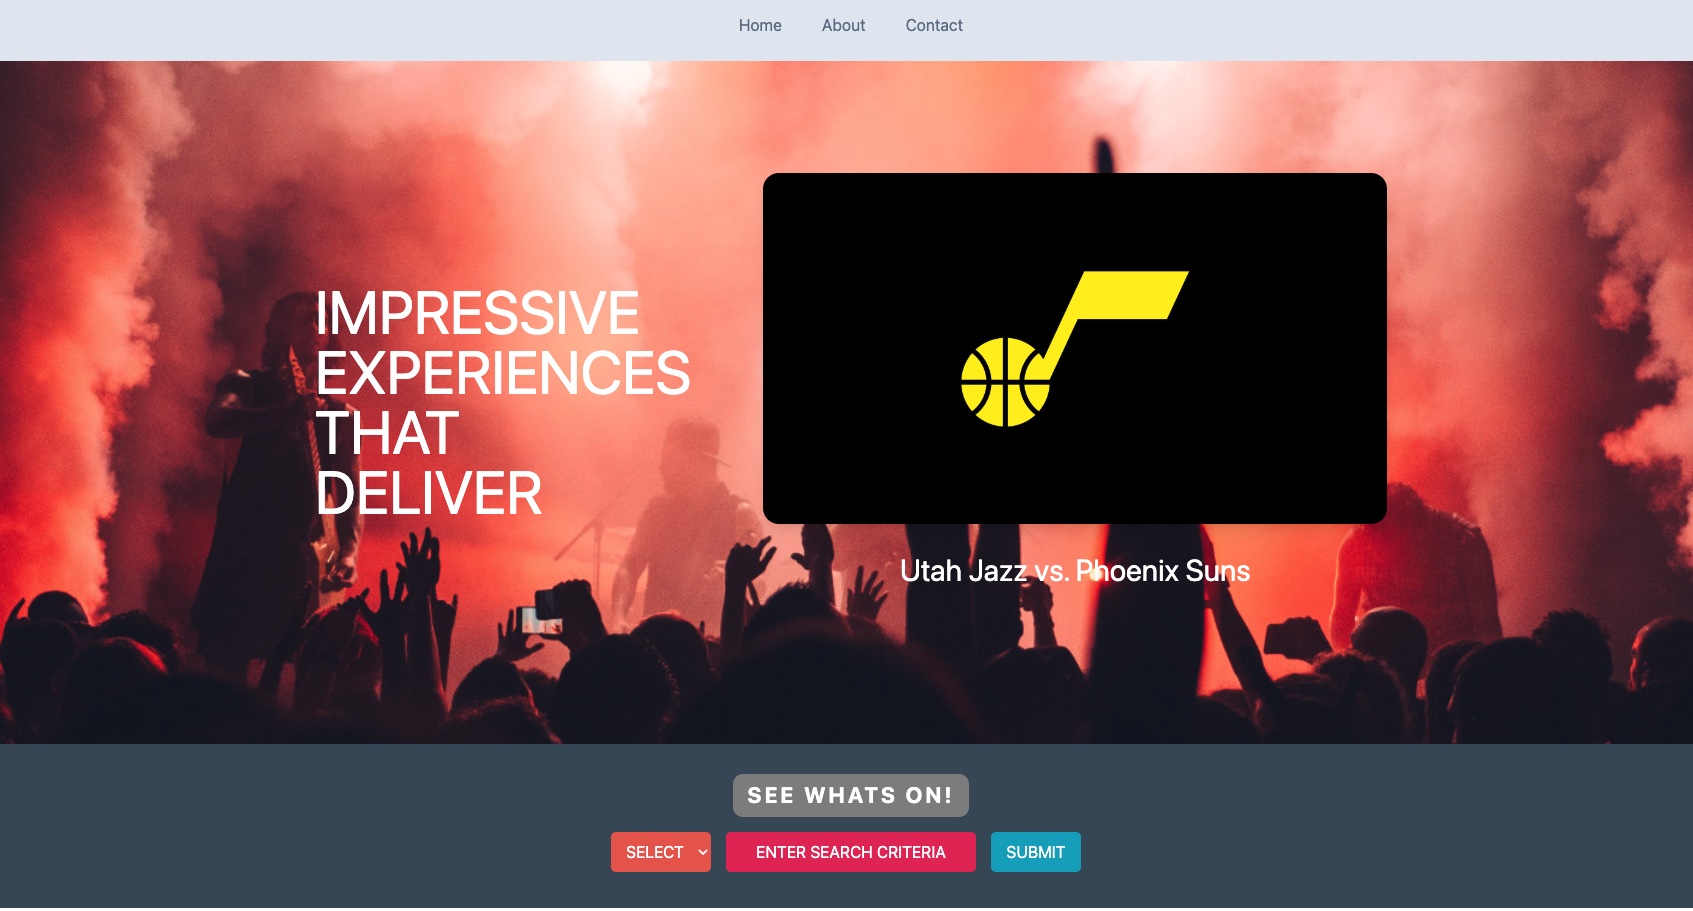 Home About Contact
IMPRESSIVE
EXPERIENCES
THAT
DELIVER
Utah Jazz vs. Phoenix Suns
SEE WHATS ON!
SELECT ENTER SEARCH CRITERIA SUBMIT